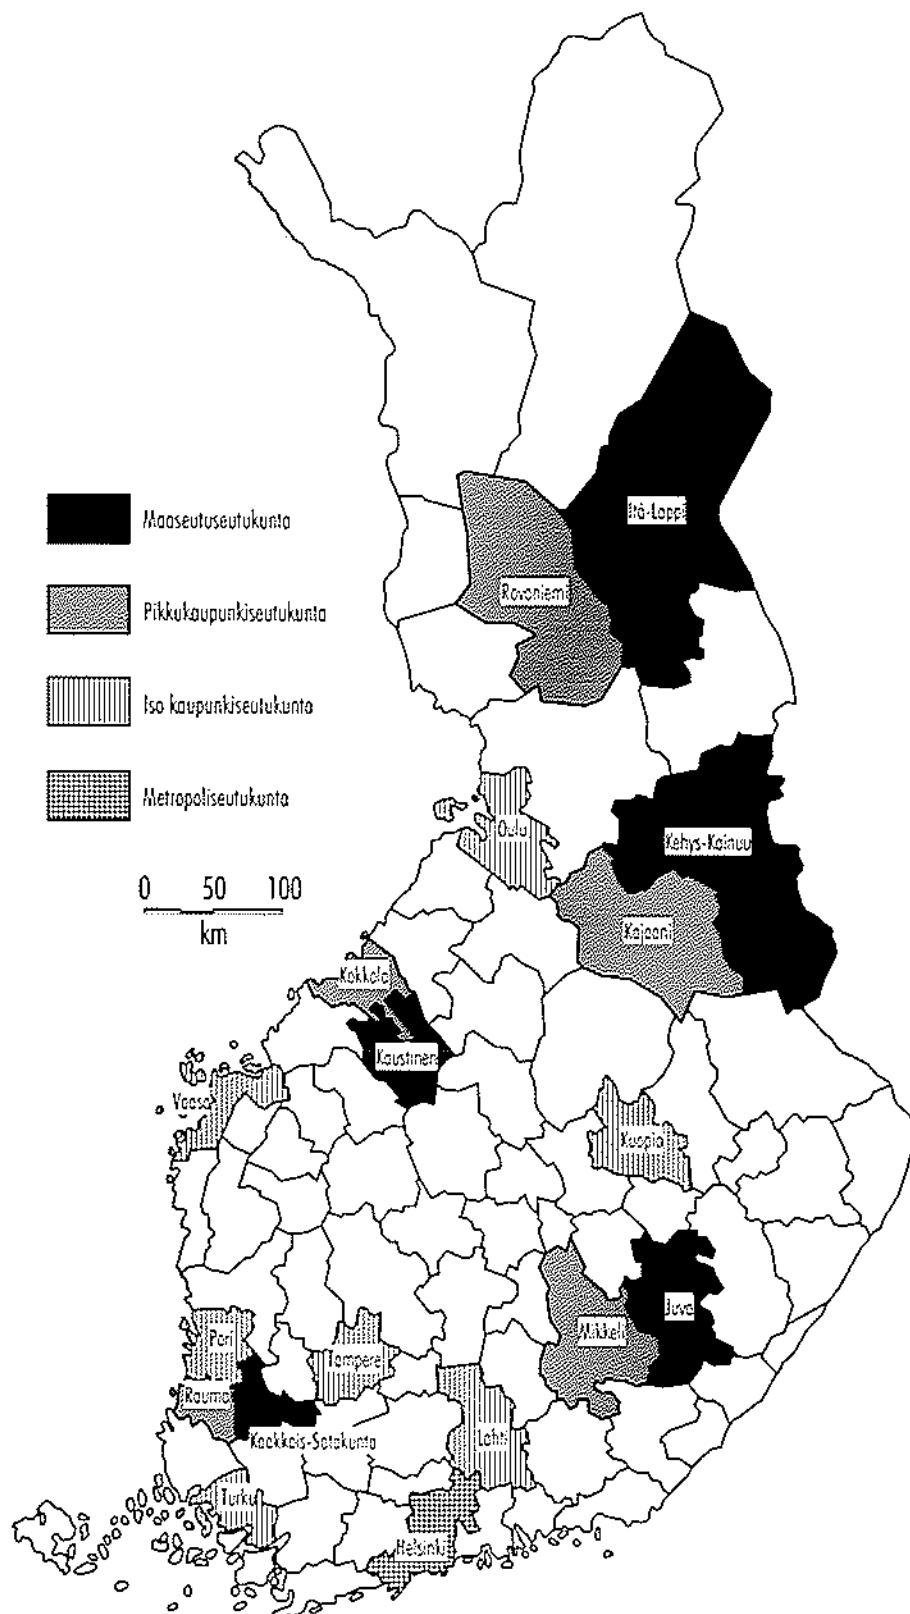 Itä-Lappi
Maaseutuseutukunta
Rovaniemi
Pikkukaupunkiseutukunta
Iso kaupunkiseutukunta
Metropoliseutukunta
Oulu
Kehys-Kainuu
0 50 100
km
Kajaani
Kokkola
Kaustinen
Vaasa
Kuopio
Juva
Mikkeli
Pori
Tampere
Rauma
Kaakkois-Satakunta
Lahti
Turku
Helsinki